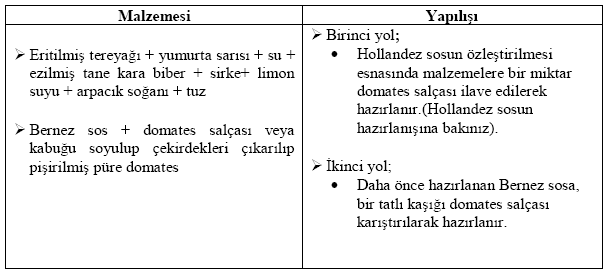 Malzemesi
Yapılışı
➢ Eritilmiş tereyağı + yumurta sarısı + su +
ezilmiş tane kara biber + sirke+ limon
suyu + arpacık soğanı + tuz
➢ Bernez sos + domates salçası veya
kabuğu soyulup çekirdekleri çıkarılıp
pişirilmiş püre domates
➢ Birinci yol;
• Hollandez sosun özleştirilmesi
esnasında malzemelere bir miktar
domates salçası ilave edilerek
hazırlanır.(Hollandez sosun
hazırlanışına bakınız).
➢ İkinci yol;
• Daha önce hazırlanan Bernez sosa,
bir tatlı kaşığı domates salçası
karıştırılarak hazırlanır.